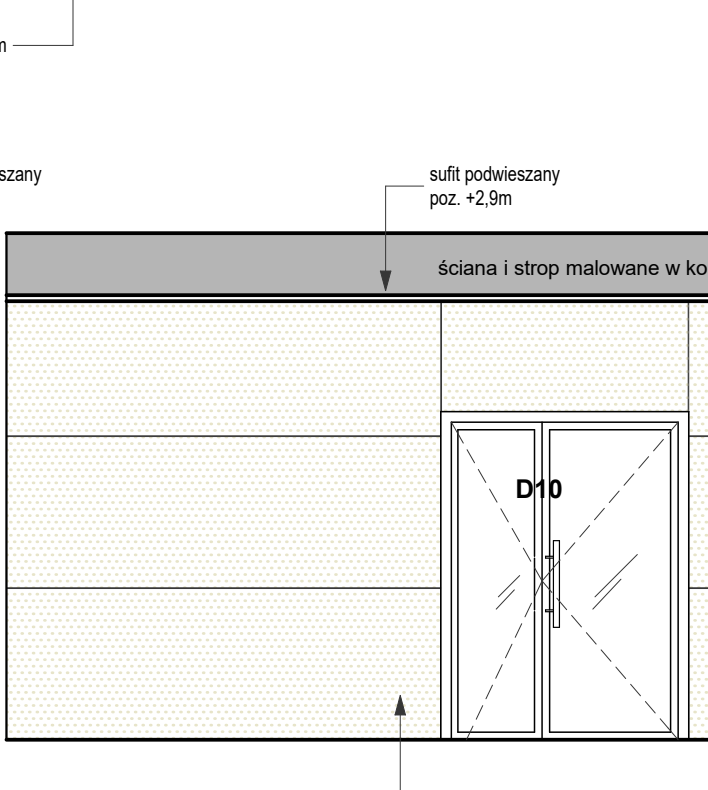 m
szany
sufit podwieszany
poz. +2,9m
ściana i strop malowane w ko
D10